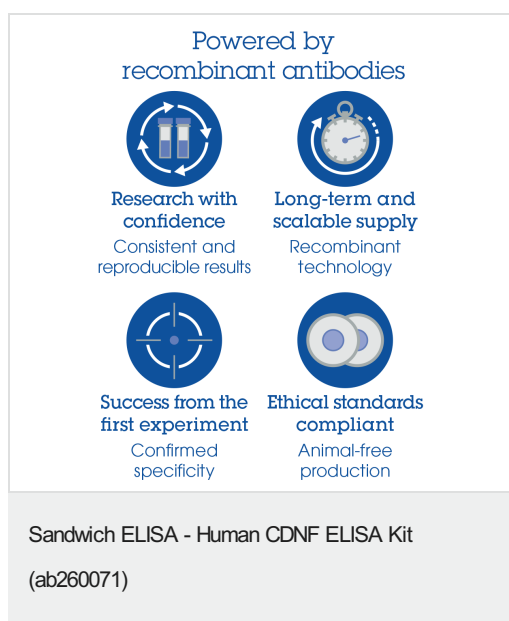 Powered by
recombinant antibodies
Research with
confidence
Consistent and
reproducible results
Long-term and
scalable supply
Recombinant
technology
Success from the
first experiment
Confirmed
specificity
Ethical standards
compliant
Animal-free
production
Sandwich ELISA - Human CDNF ELISA Kit
(ab260071)